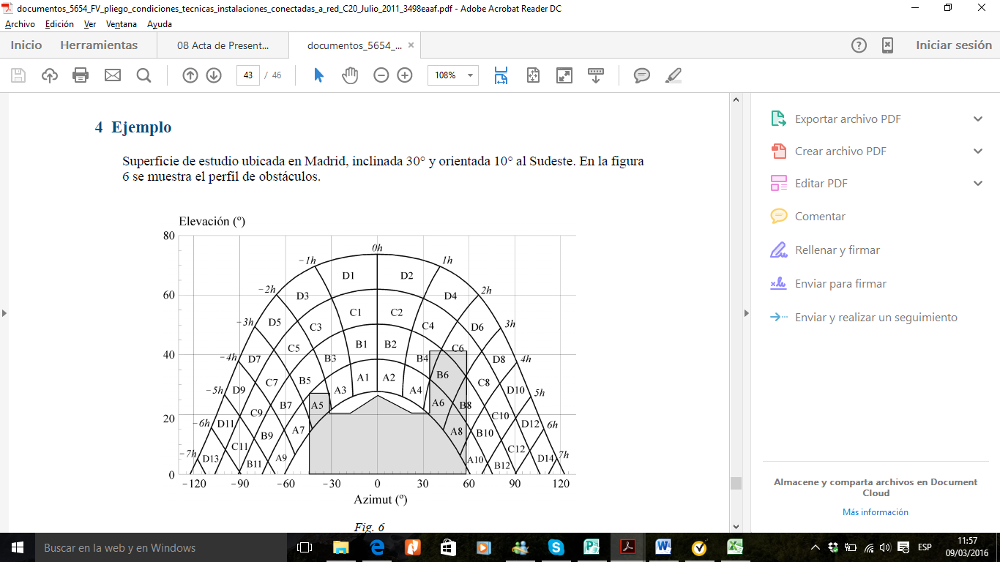 documentos_5654_FV_pliego_condiciones_tecnicas_instalaciones_conectadas_a_red_C20_Julio_2011_3498eaaf.pdf - Adobe Acrobat Reader DC
Archivo Edición Ver Ventana Ayuda
Inicio Herramientas 08 Acta de Present... documentos_5654_... × Iniciar sesión
43 / 46 108%
4 Ejemplo
Superficie de estudio ubicada en Madrid, inclinada 30° y orientada 10° al Sudeste. En la figura
6 se muestra el perfil de obstáculos.
Elevación (º)
80
0h
-1h 1h
D1 D2
-2h 2h
60 D3 D4
C1 C2
-3h 3h
D5 C3 C4 D6
B1 B2
C5 C6
40
-4h D7 B3 B4 D8 4h
A1 A2
C7 B5 B6 C8
-5h D9 A3 A4 D10 5h
B7 A5 A6 B8
C9 C10
20
-6h D11 D12 6h
A7 A8
B9 B10
C11 C12
-7h D13 A9 A10 D14 7h
B11 B12
0
-120 -90 -60 -30 0 30 60 90 120
Azimut (º)
Fig. 6
Exportar archivo PDF
Crear archivo PDF
Editar PDF
Comentar
Rellenar y firmar
Enviar para firmar
Enviar y realizar un seguimiento
Almacene y comparta archivos en Document
Cloud
Más información
Buscar en la web y en Windows
ESP
11:57
09/03/2016